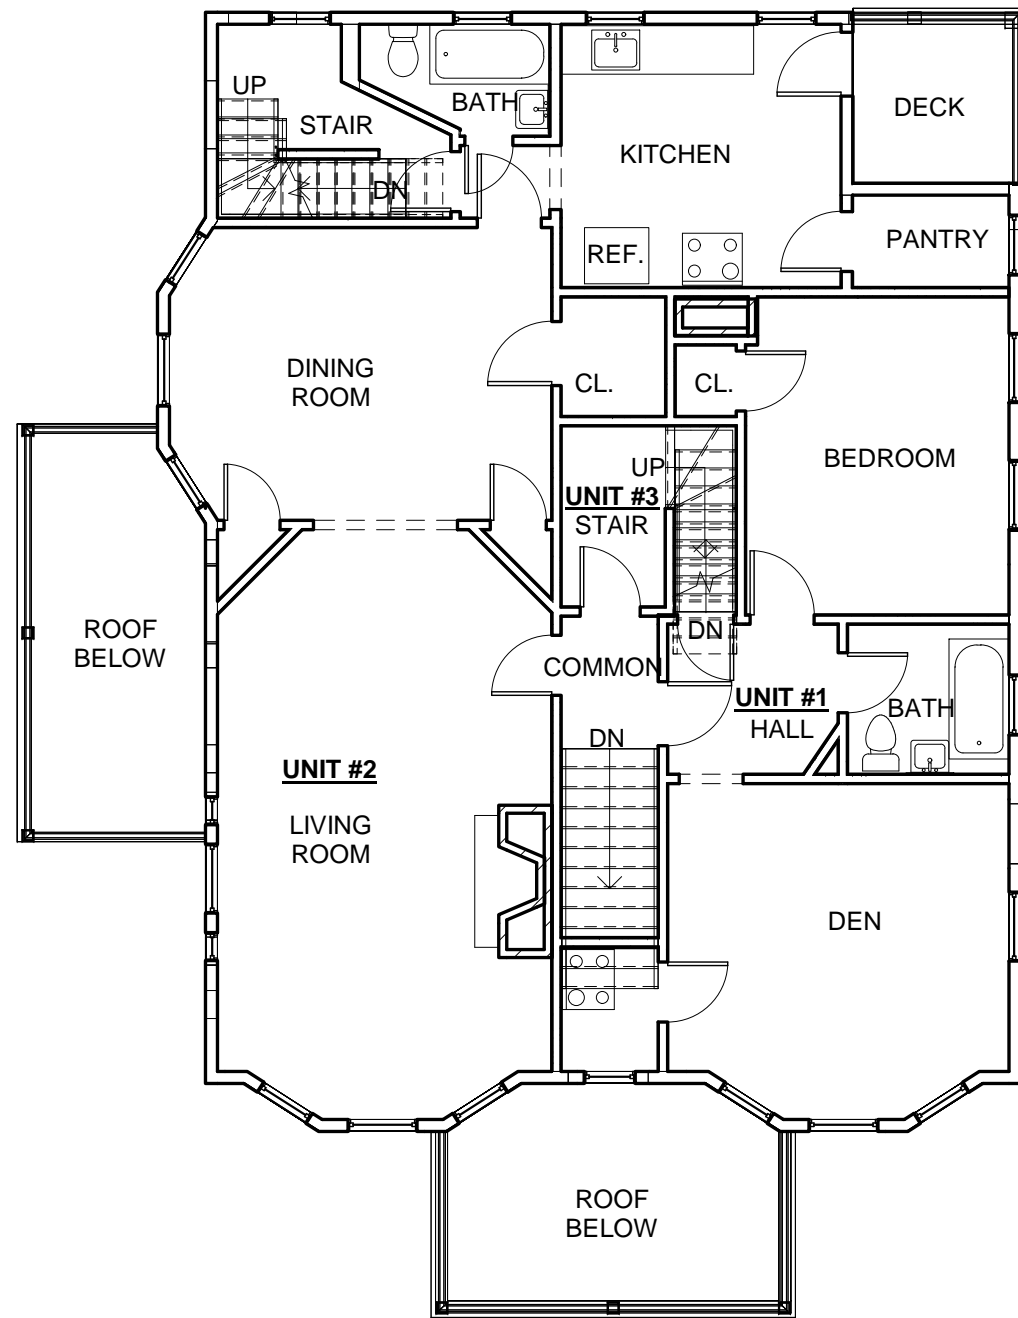 UP
STAIR
BATH
DECK
KITCHEN
DN
REF.
PANTRY
DINING
ROOM
CL.
CL.
BEDROOM
UP
UNIT #3
STAIR
ROOF
BELOW
DN
COMMON
UNIT #1
HALL
BATH
DN
UNIT #2
LIVING
ROOM
DEN
ROOF
BELOW